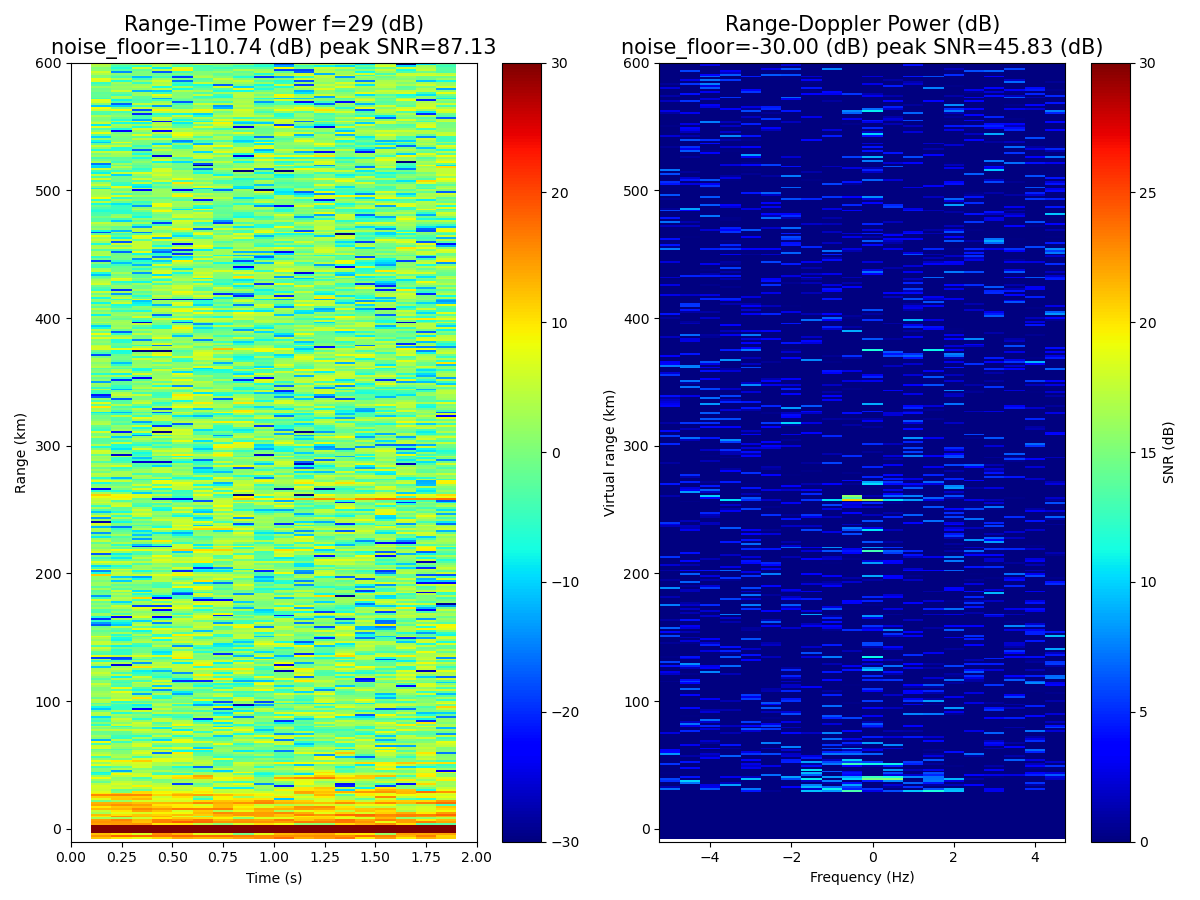 Range-Time Power f=29 (dB)
noise_floor=-110.74 (dB) peak SNR=87.13
Range (km)
600
500
400
300
200
100
0
0.00 0.25 0.50 0.75 1.00 1.25 1.50 1.75 2.00
Time (s)
30
20
10
0
−10
−20
−30
Range-Doppler Power (dB)
noise_floor=-30.00 (dB) peak SNR=45.83 (dB)
Virtual range (km)
600
500
400
300
200
100
0
−4 −2 0 2 4
Frequency (Hz)
30
25
20
15
10
5
0
SNR (dB)